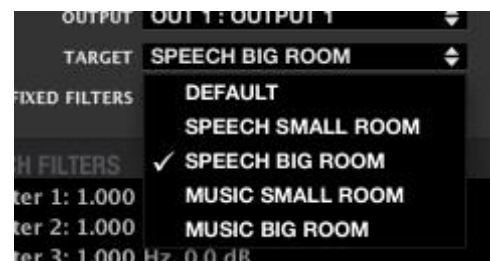 OUTPUT OUT 1 : OUTPUT 1
TARGET SPEECH BIG ROOM
FIXED FILTERS DEFAULT
SPEECH SMALL ROOM
FILTERS ✓ SPEECH BIG ROOM
ter 1: 1.000 MUSIC SMALL ROOM
ter 2: 1.000 MUSIC BIG ROOM
ter 3: 1.000 Hz, 0.0 dB